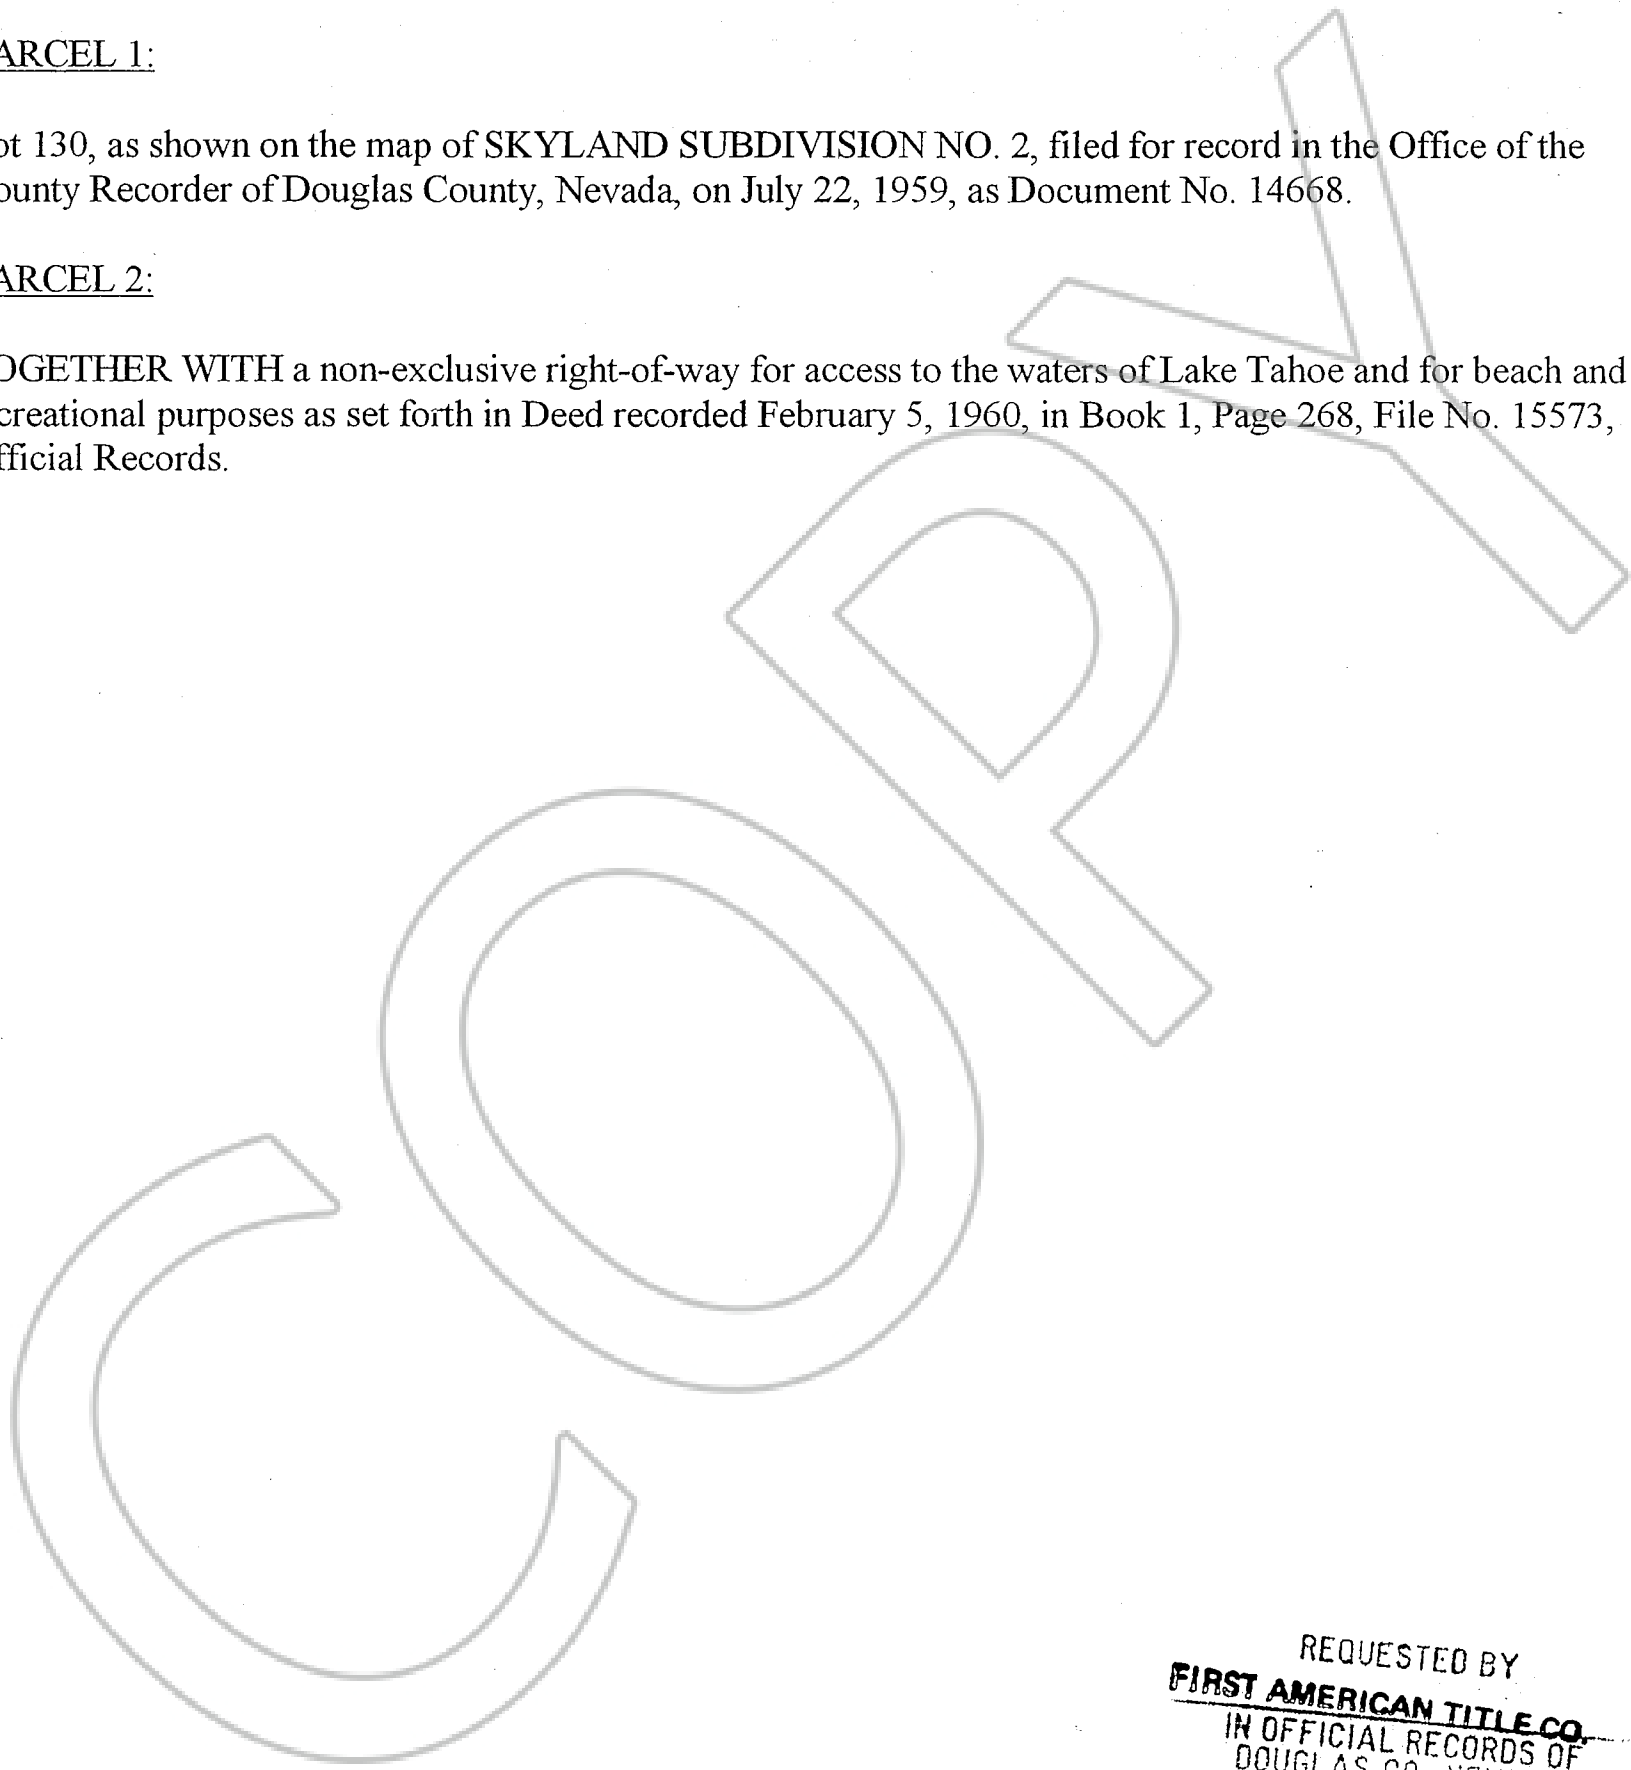 ARCEL 1:
ot 130, as shown on the map of SKYLAND SUBDIVISION NO. 2, filed for record in the Office of the
ounty Recorder of Douglas County, Nevada, on July 22, 1959, as Document No. 14668.
ARCEL 2:
OGETHER WITH a non-exclusive right-of-way for access to the waters of Lake Tahoe and for beach and
creational purposes as set forth in Deed recorded February 5, 1960, in Book 1, Page 268, File No. 15573,
fficial Records.
COPY
REQUESTED BY
FIRST AMERICAN TITLE CO.
IN OFFICIAL RECORDS OF
DOUGLAS CO.